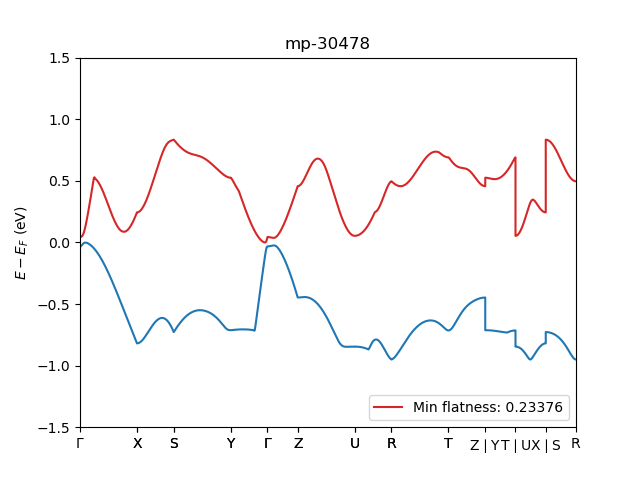 mp-30478
1.5
1.0
0.5
0.0
−0.5
−1.0
−1.5
E − E_F (eV)
Min flatness: 0.23376
Γ X S Y Γ Z U R T Z | Y T | U X | S R